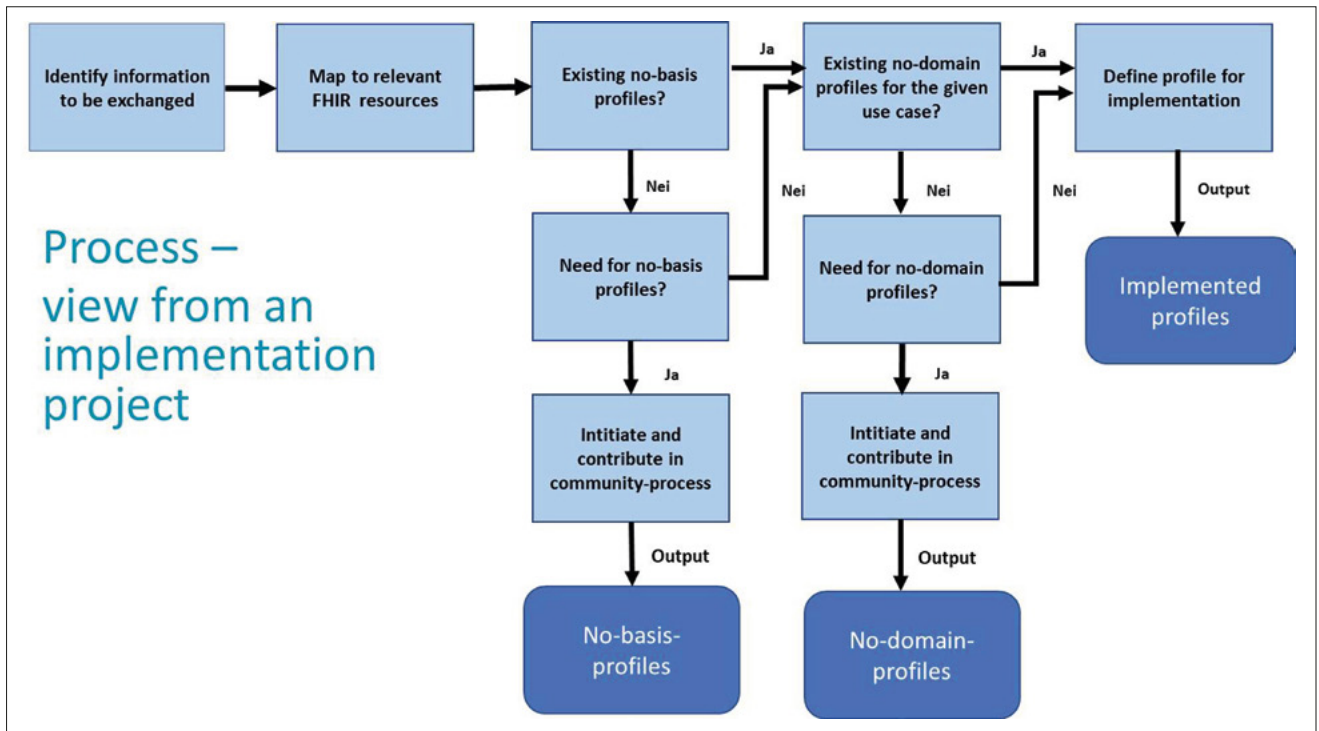 Identify information
to be exchanged
Map to relevant
FHIR resources
Existing no-basis
profiles?
Ja
Existing no-domain
profiles for the given
use case?
Ja
Define profile for
implementation
Nei
Nei
Nei
Nei
Output
Process –
view from an
implementation
project
Need for no-basis
profiles?
Need for no-domain
profiles?
Implemented
profiles
Ja
Ja
Intitiate and
contribute in
community-process
Intitiate and
contribute in
community-process
Output
Output
No-basis-
profiles
No-domain-
profiles